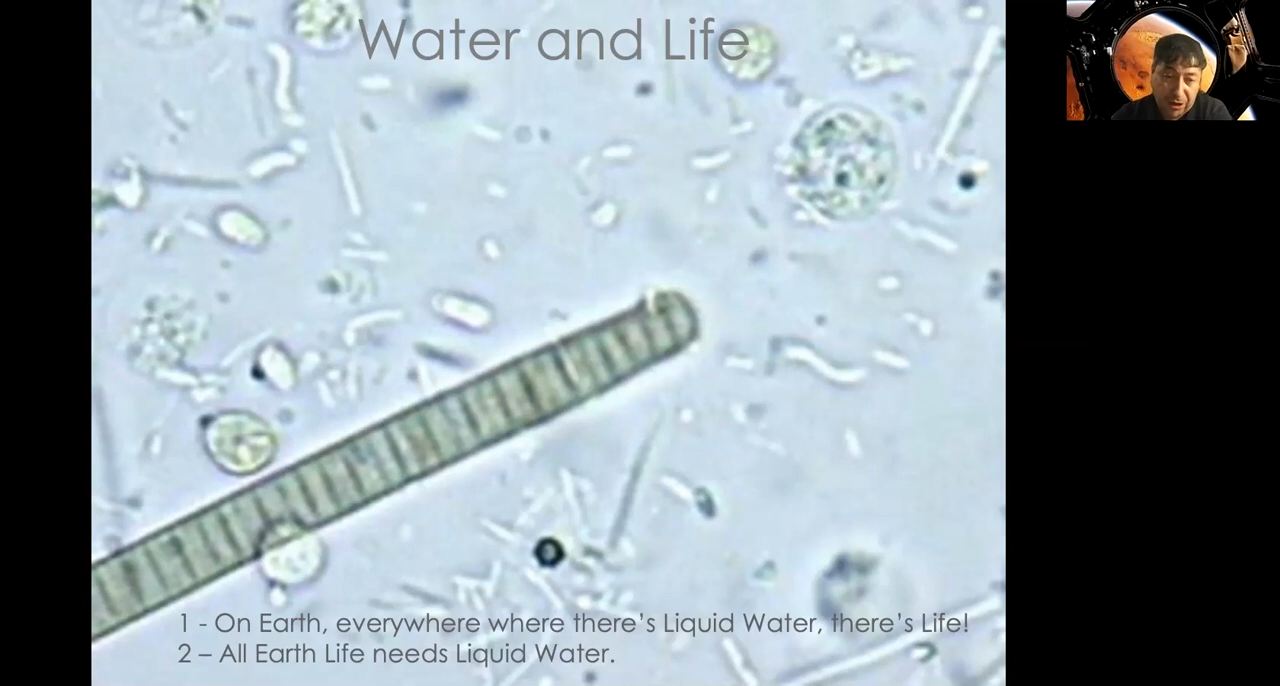 Water and Life
1 - On Earth, everywhere where there's Liquid Water, there's Life!
2 – All Earth Life needs Liquid Water.